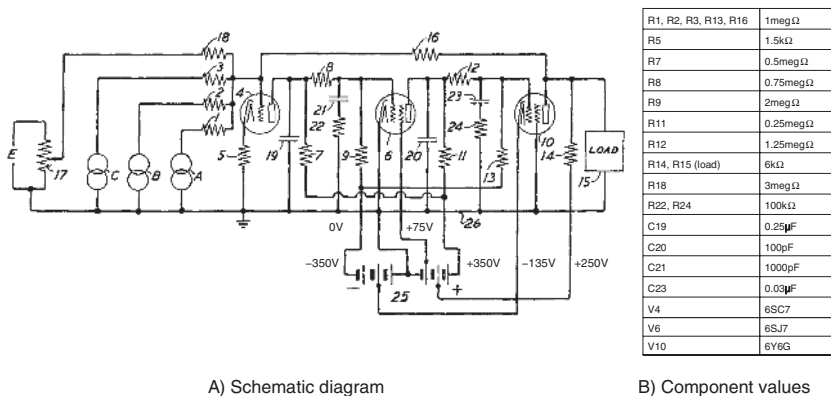 18
16
3
2
1
4
8
12
21
22
23
24
E
17
C
B
A
5
19
7
9
6
20
11
13
10
14
LOAD
15
26
0V
+75V
−350V
+350V
−135V
+250V
−
25
+
R1, R2, R3, R13, R16 1megΩ
R5 1.5kΩ
R7 0.5megΩ
R8 0.75megΩ
R9 2megΩ
R11 0.25megΩ
R12 1.25megΩ
R14, R15 (load) 6kΩ
R18 3megΩ
R22, R24 100kΩ
C19 0.25µF
C20 100pF
C21 1000pF
C23 0.03µF
V4 6SC7
V6 6SJ7
V10 6Y6G
A) Schematic diagram
B) Component values